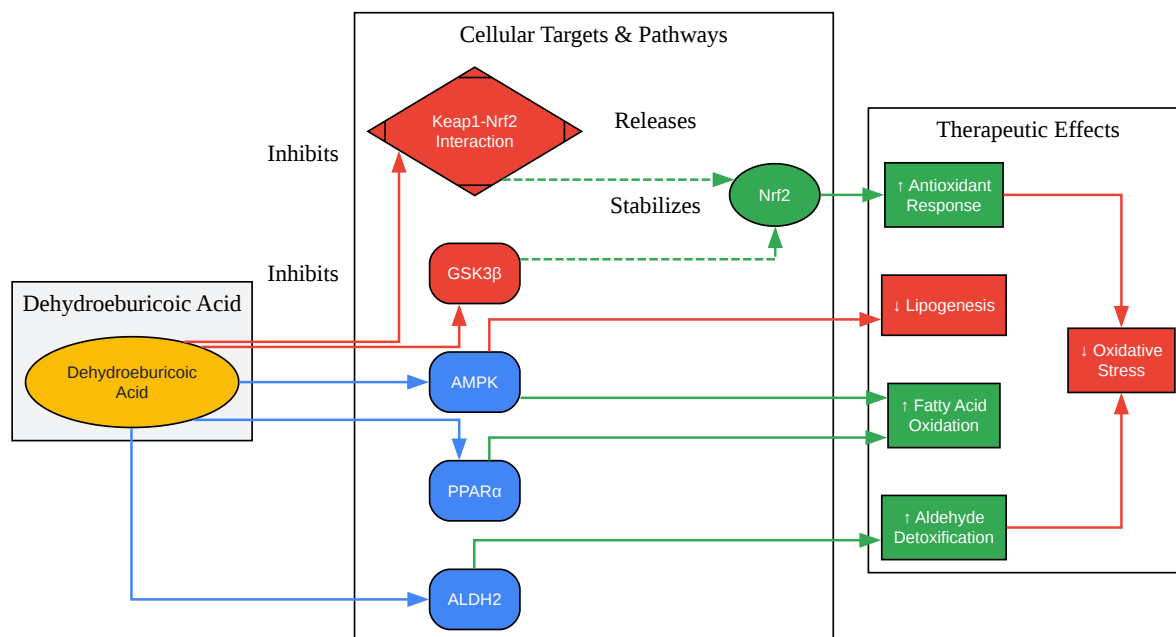 Cellular Targets & Pathways
Keap1-Nrf2
Interaction
Releases
Inhibits
Stabilizes
Nrf2
Inhibits
GSK3β
Dehydroeburicoic Acid
Dehydroeburicoic
Acid
AMPK
PPARα
ALDH2
Therapeutic Effects
↑ Antioxidant
Response
↓ Lipogenesis
↓ Oxidative
Stress
↑ Fatty Acid
Oxidation
↑ Aldehyde
Detoxification